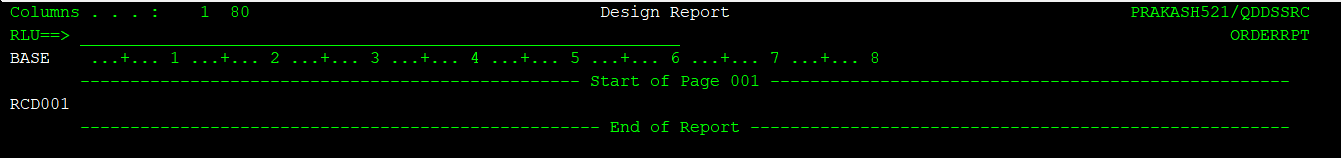 Columns . . . :    1  80                                   Design Report                                        PRAKASH521/QDDSSRC
RLU==> ____________________________________________________________ ORDERRPT
BASE    ...+... 1 ...+... 2 ...+... 3 ...+... 4 ...+... 5 ...+... 6 ...+... 7 ...+... 8
-------------------------------------------------- Start of Page 001 ----------------------------------------------------
RCD001
---------------------------------------------------- End of Report ------------------------------------------------------